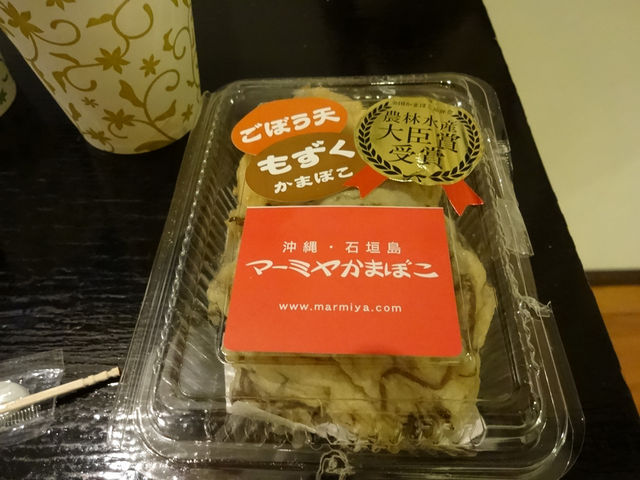 ごぼう天
もずく
かまぼこ
農林水産
大臣賞
受賞
沖縄・石垣島
マーミヤかまぼこ
www.marmiya.com